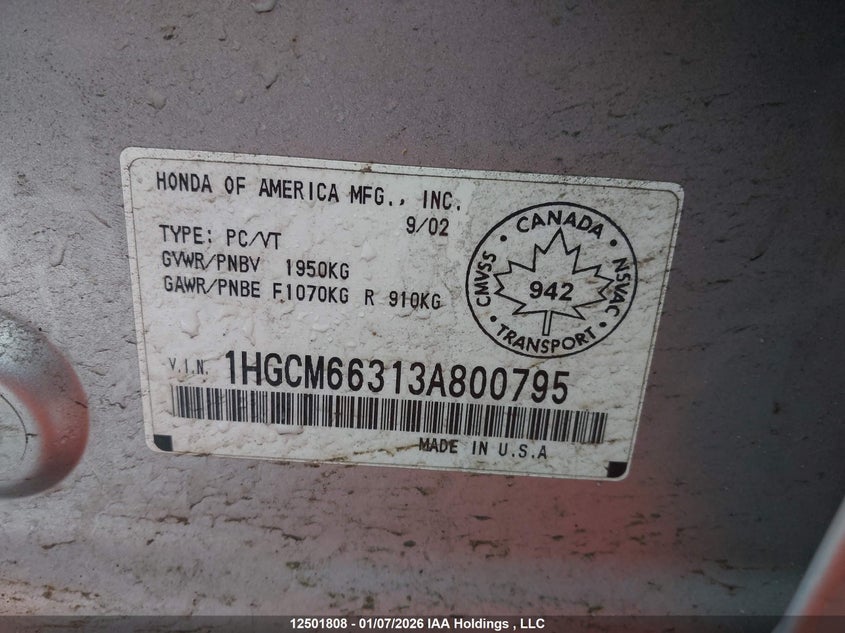 HONDA OF AMERICA MFG., INC.
9/02
TYPE: PC/VT
GVWR/PNBV 1950KG
GAWR/PNBE F.1070KG R 910KG
CANADA
CMVSS
NSVAC
942
TRANSPORT
V.I.N. 1HGCM66313A800795
MADE IN U.S.A
12501808 - 01/07/2026 IAA Holdings , LLC